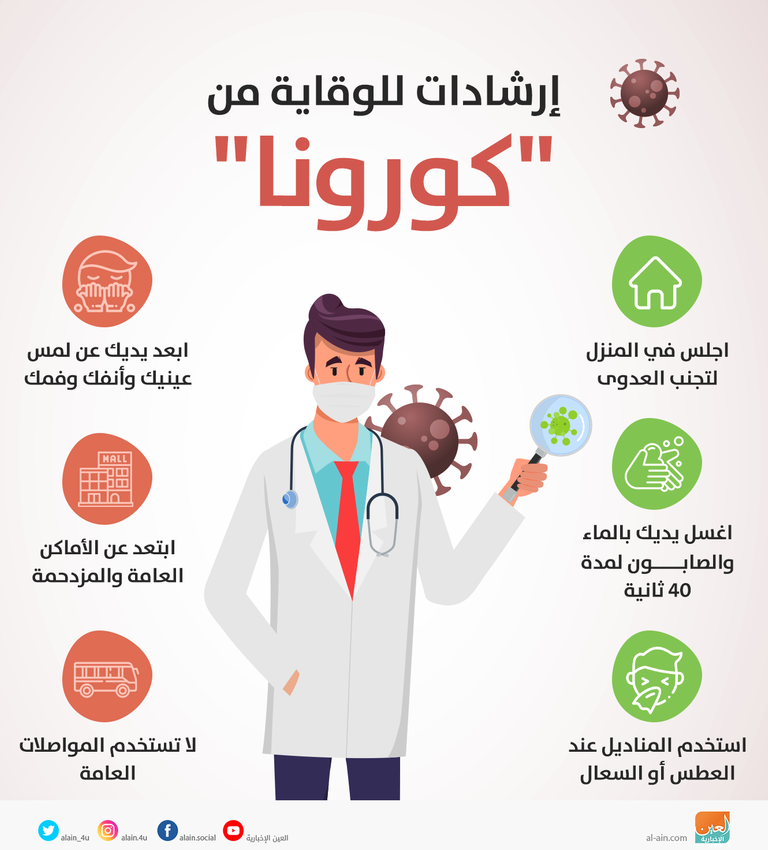 إرشادات للوقاية من
"كورونا"
اجلس في المنزل
لتجنب العدوى
اغسل يديك بالماء
والصابـــــون لمدة
40 ثانية
استخدم المناديل عند
العطس أو السعال
ابعد يديك عن لمس
عينيك وأنفك وفمك
MALL
ابتعد عن الأماكن
العامة والمزدحمة
لا تستخدم المواصلات
العامة
alain_4u
alain.4u
alain.social
العين الإخبارية
al-ain.com
العين
الإخبارية